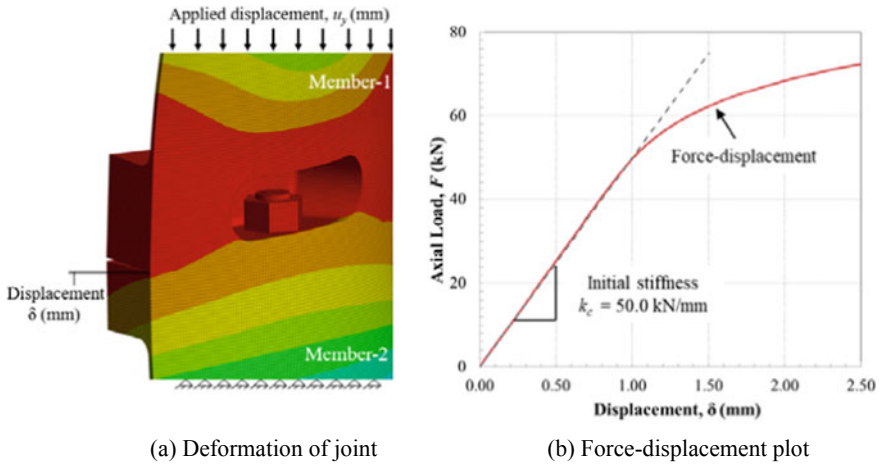 Applied displacement, u_y (mm)
Member-1
Displacement
δ (mm)
Member-2
(a) Deformation of joint
80
60
40
20
0
Axial Load, F (kN)
Force-displacement
Initial stiffness
k_c = 50.0 kN/mm
0.00 0.50 1.00 1.50 2.00 2.50
Displacement, δ (mm)
(b) Force-displacement plot